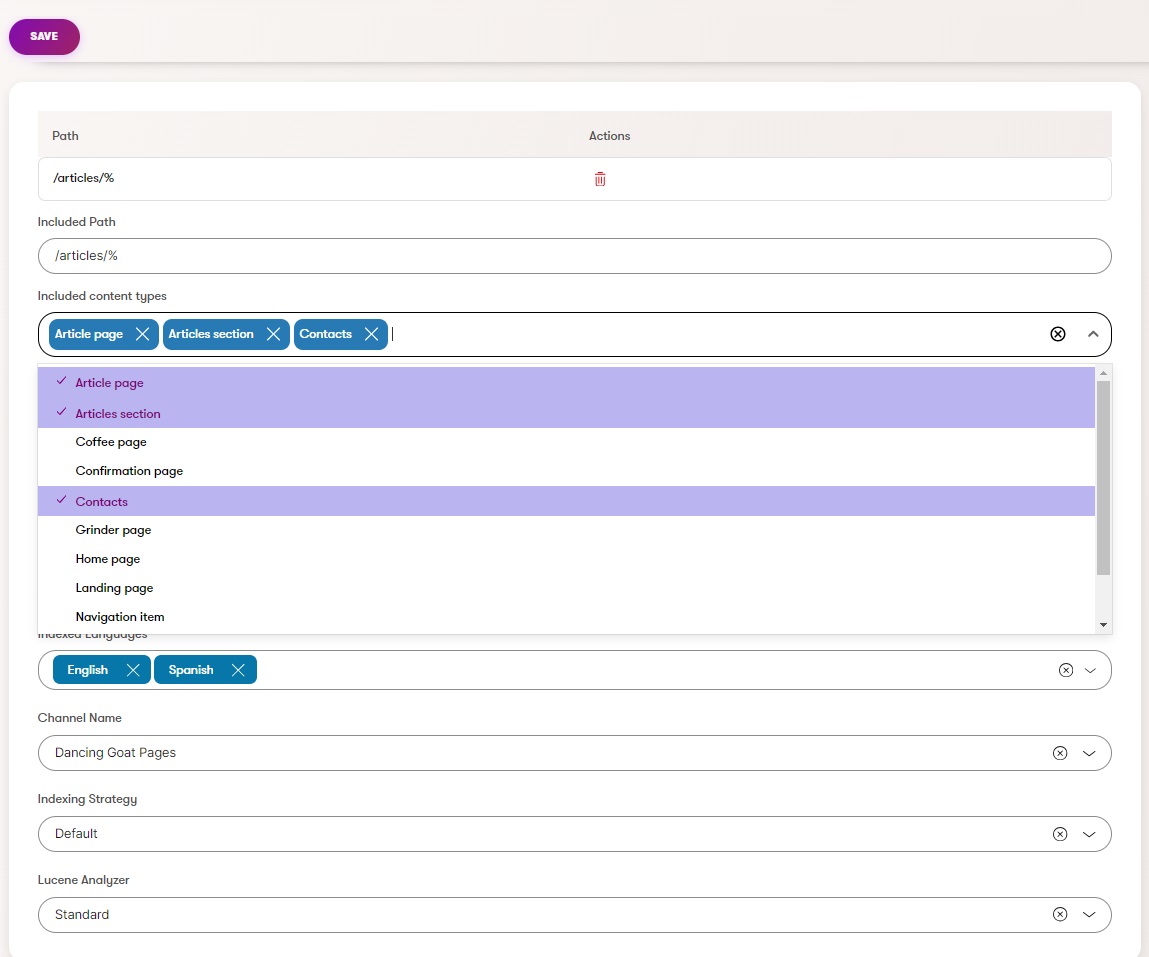 SAVE
Path Actions
/articles/%
Included Path
/articles/%
Included content types
Article page Articles section Contacts
Article page
Articles section
Coffee page
Confirmation page
Contacts
Grinder page
Home page
Landing page
Navigation item
Indexed Languages
English Spanish
Channel Name
Dancing Goat Pages
Indexing Strategy
Default
Lucene Analyzer
Standard